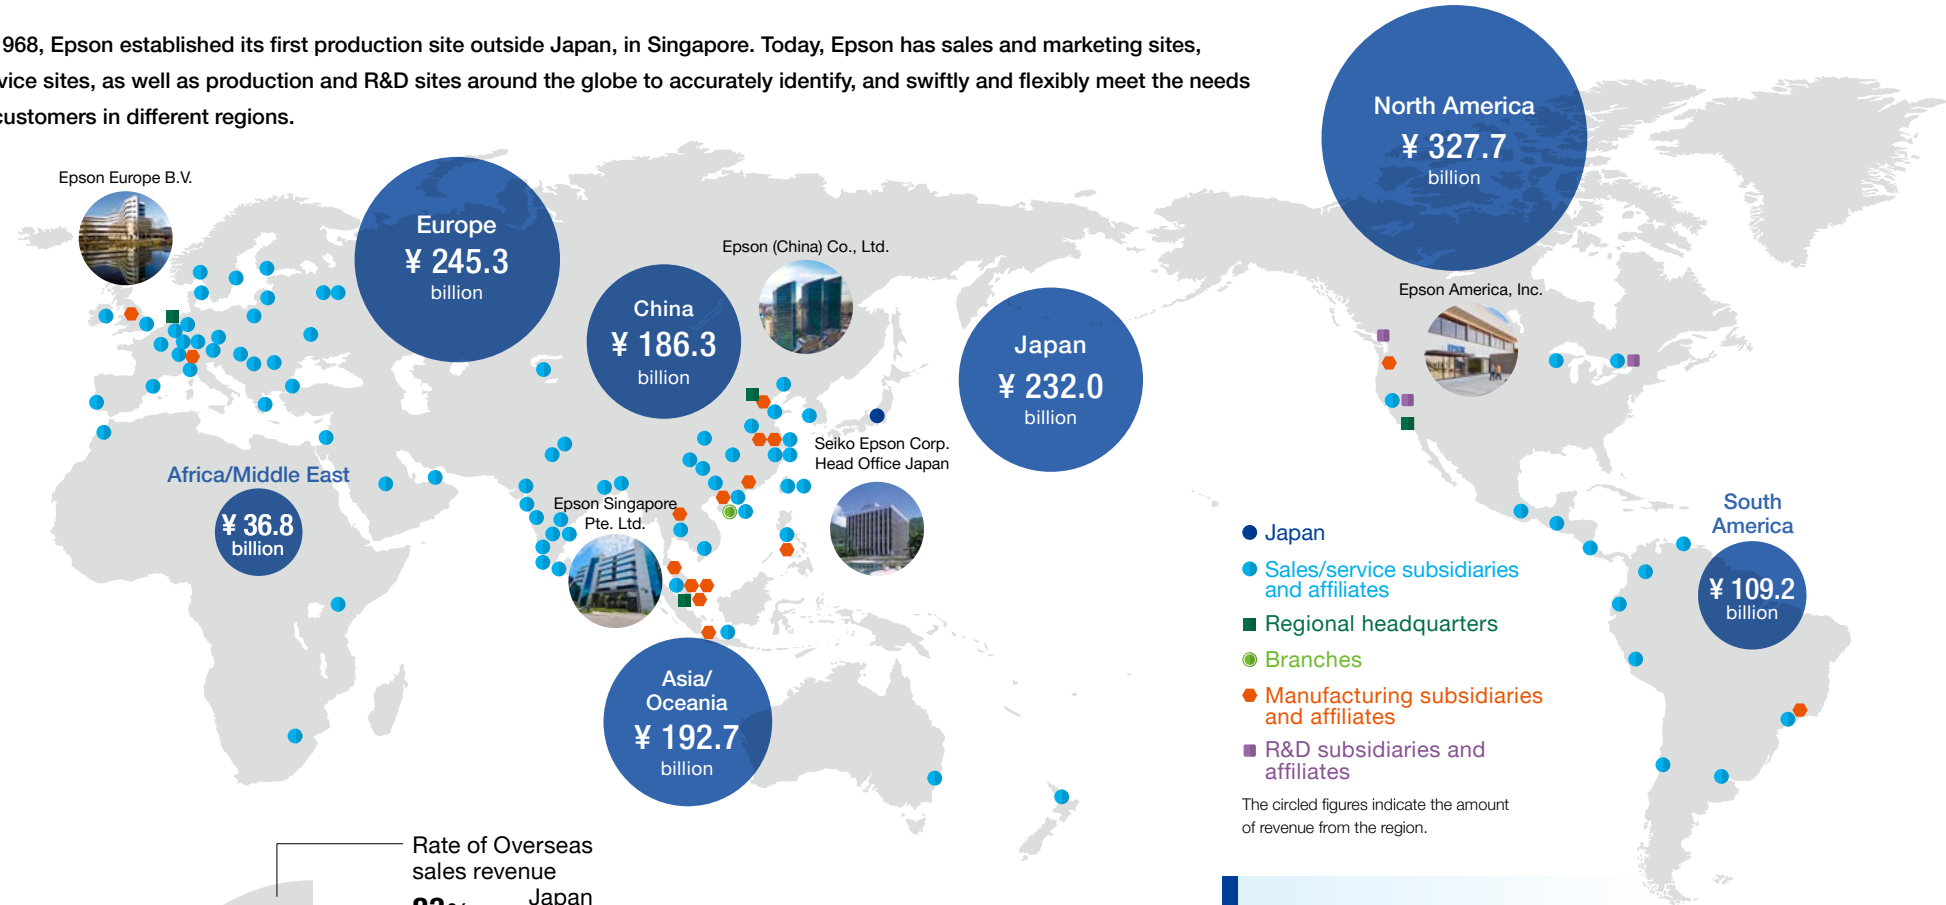 968, Epson established its first production site outside Japan, in Singapore. Today, Epson has sales and marketing sites,
vice sites, as well as production and R&D sites around the globe to accurately identify, and swiftly and flexibly meet the needs
customers in different regions.
North America
¥ 327.7
billion
Epson Europe B.V.
Europe
¥ 245.3
billion
Epson (China) Co., Ltd.
China
¥ 186.3
billion
Epson America, Inc.
Japan
¥ 232.0
billion
Seiko Epson Corp.
Head Office Japan
Africa/Middle East
¥ 36.8
billion
Epson Singapore
Pte. Ltd.
South
America
¥ 109.2
billion
Asia/
Oceania
¥ 192.7
billion
Japan
Sales/service subsidiaries
and affiliates
Regional headquarters
Branches
Manufacturing subsidiaries
and affiliates
R&D subsidiaries and
affiliates
The circled figures indicate the amount
of revenue from the region.
Rate of Overseas
sales revenue
Japan